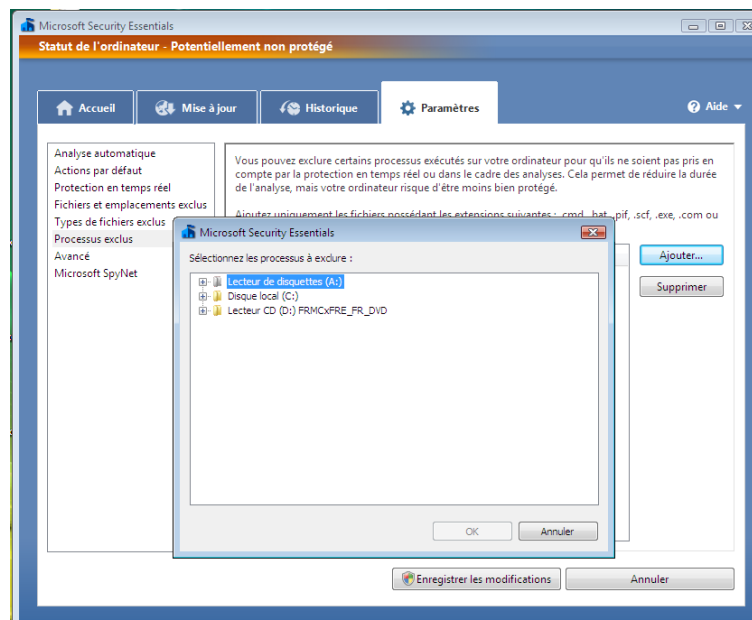 Microsoft Security Essentials
Statut de l'ordinateur - Potentiellement non protégé
Accueil
Mise à jour
Historique
Paramètres
Aide
Analyse automatique
Actions par défaut
Protection en temps réel
Fichiers et emplacements exclus
Types de fichiers exclus
Processus exclus
Avancé
Microsoft SpyNet
Vous pouvez exclure certains processus exécutés sur votre ordinateur pour qu'ils ne soient pas pris en
compte par la protection en temps réel ou dans le cadre des analyses. Cela permet de réduire la durée
de l'analyse, mais votre ordinateur risque d'être moins bien protégé.
Ajoutez uniquement les fichiers possédant les extensions suivantes : .cmd, .bat, .pif, .scf, .exe, .com ou
Ajouter...
Supprimer
Microsoft Security Essentials
Sélectionnez les processus à exclure :
Lecteur de disquettes (A:)
Disque local (C:)
Lecteur CD (D:) FRMCxFRE_FR_DVD
OK
Annuler
Enregistrer les modifications
Annuler